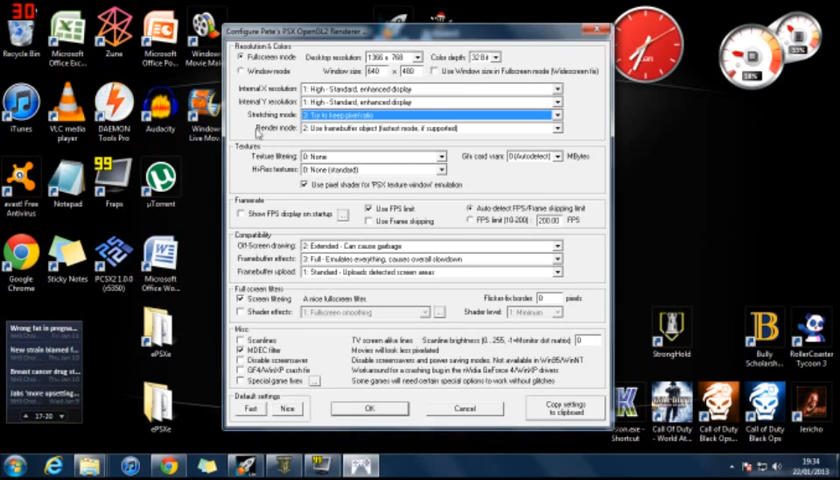 30
Recycle Bin
Microsoft Exc...
Zune
Microsoft Po...
Windows Movie Ma...
iTunes
VLC media player
DAEMON Tools Pro
Audacity
Windows Live Mov...
99
avast! Free Antivirus
Notepad
Fraps
µTorrent
Google Chrome
Sticky Notes
PCSX2 1.0.0 (r5350)
Microsoft Wo...
Wrong fat in pregna...
New strain blamed f...
Breast cancer drug st...
Jobs 'more upsetting...
17-20
ePSXe
ePSXe
Configure Pete's PSX OpenGL2 Renderer ...
Resolution & Colors
Fullscreen mode Desktop resolution: 1366 x 768 Color depth: 32 Bit
Window mode Window size: 640 x 480 Use Window size in Fullscreen mode (Widescreen fix)
Internal X resolution: 1: High - Standard, enhanced display
Internal Y resolution: 1: High - Standard, enhanced display
Stretching mode: 3: Try to keep pixel ratio
Render mode: 2: Use framebuffer object (fastest mode, if supported)
Textures
Texture filtering: 0: None Gfx card vram: 0 (Autodetect) MBytes
Hi-Res textures: 0: None (standard)
Use pixel shader for 'PSX texture window' emulation
Framerate
Show FPS display on startup ... Use FPS limit Auto detect FPS/Frame skipping limit
Use Frame skipping FPS limit (10-200) : 200.00 FPS
Compatibility
Off-Screen drawing: 2: Extended - Can cause garbage
Framebuffer effects: 3: Full - Emulates everything, causes overall slowdown
Framebuffer upload: 1: Standard - Uploads detected screen areas
Full screen filters
Screen filtering A nice fullscreen filter. Flicker-fix border: 0 pixels
Shader effects: 1: Fullscreen smoothing ... Shader level: 1: Minimum
Misc
Scanlines TV screen alike lines Scanline brightness (0...255, -1=Monitor dot matrix) 0
MDEC filter Movies will look less pixelated
Disable screensaver Disable screensavers and power saving modes. Not available in Win95/WinNT
GF4/WinXP crash fix Workaround for a crashing bug in the nVidia GeForce 4/WinXP drivers
Special game fixes ... Some games will need certain special options to work without glitches
Default settings
Fast Nice OK Cancel Copy settings to clipboard
18%
33%
StrongHold
Bully Scholarsh...
RollerCoaster Tycoon 3
Shortcut
Call Of Duty - World At...
Call of Duty Black Ops
Call of Duty Black Ops...
Jericho
19:34
22/01/2013